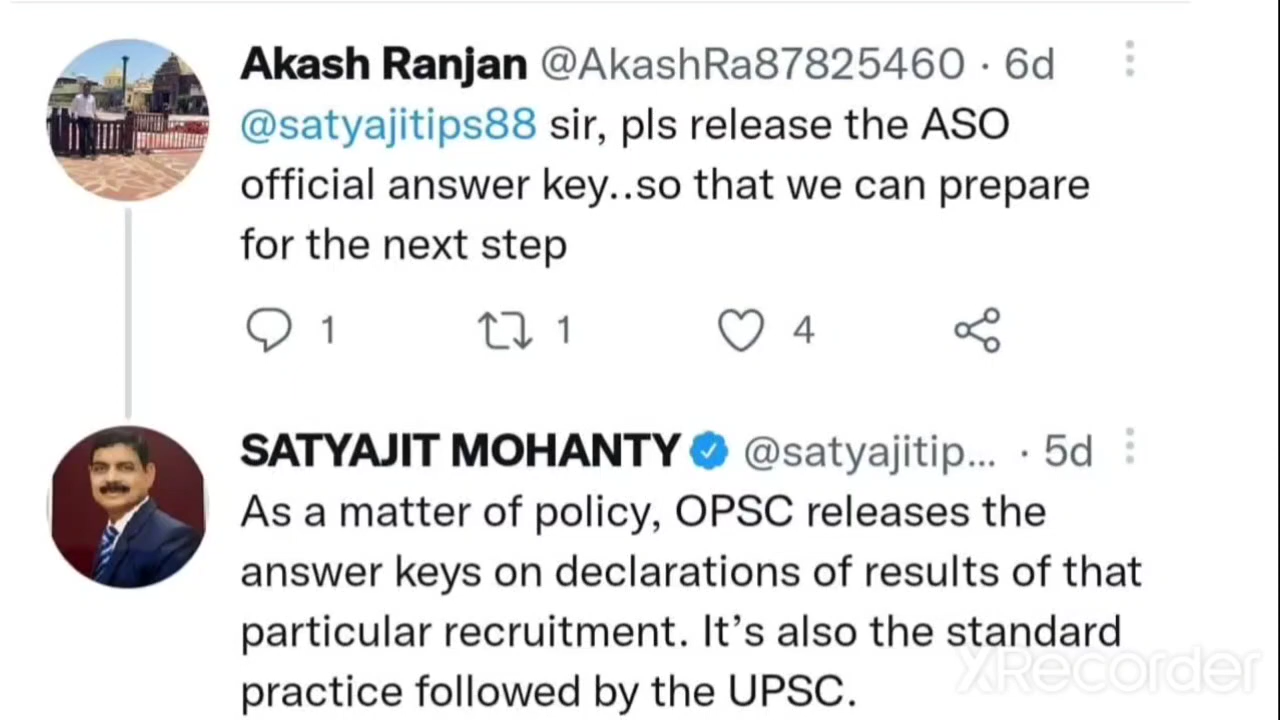 Akash Ranjan @AkashRa87825460 · 6d
@satyajitips88 sir, pls release the ASO
official answer key..so that we can prepare
for the next step
1 1 4
SATYAJIT MOHANTY @satyajitip... · 5d
As a matter of policy, OPSC releases the
answer keys on declarations of results of that
particular recruitment. It’s also the standard
practice followed by the UPSC.
XRecorder